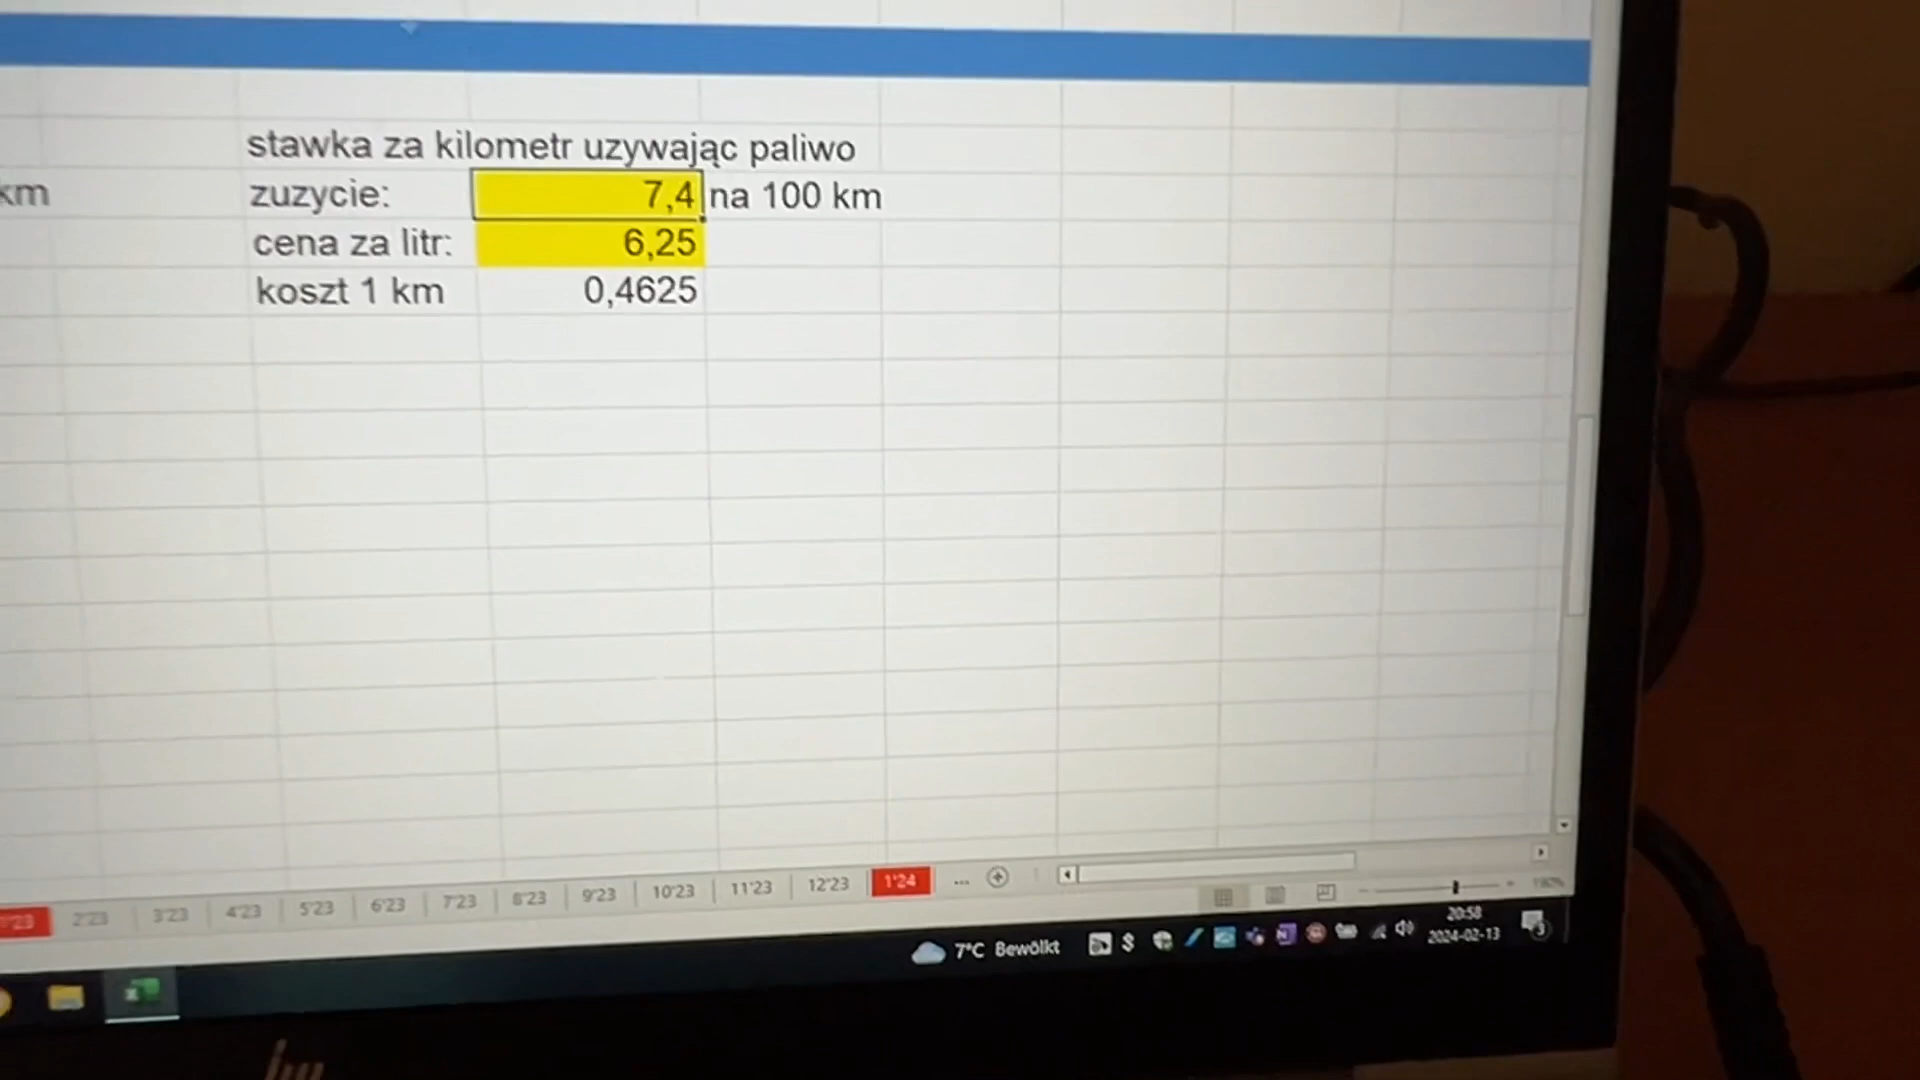 stawka za kilometr uzywając paliwo
km zuzycie: 7,4 na 100 km
cena za litr: 6,25
koszt 1 km 0,4625
2'23 3'23 4'23 5'23 6'23 7'23 8'23 9'23 10'23 11'23 12'23 1'24 ...
7°C Bewölkt
20:58
2024-02-13
hp